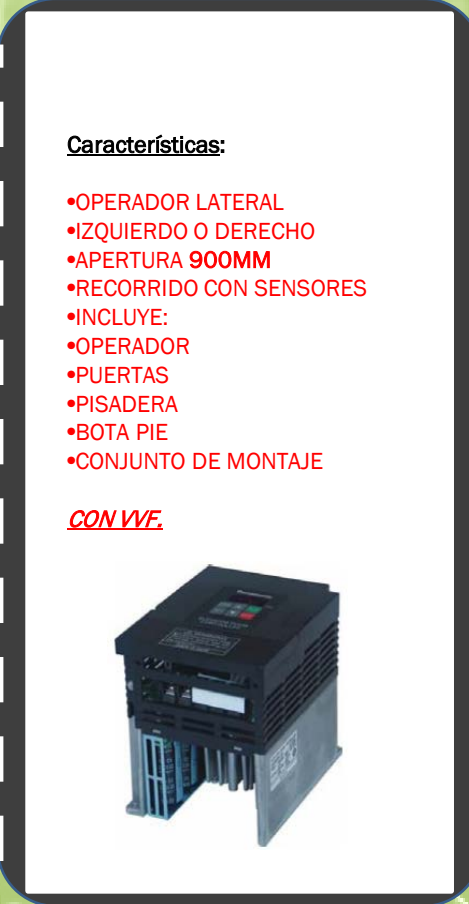 Características:
•OPERADOR LATERAL
•IZQUIERDO O DERECHO
•APERTURA 900MM
•RECORRIDO CON SENSORES
•INCLUYE:
•OPERADOR
•PUERTAS
•PISADERA
•BOTA PIE
•CONJUNTO DE MONTAJE
CON VVF.